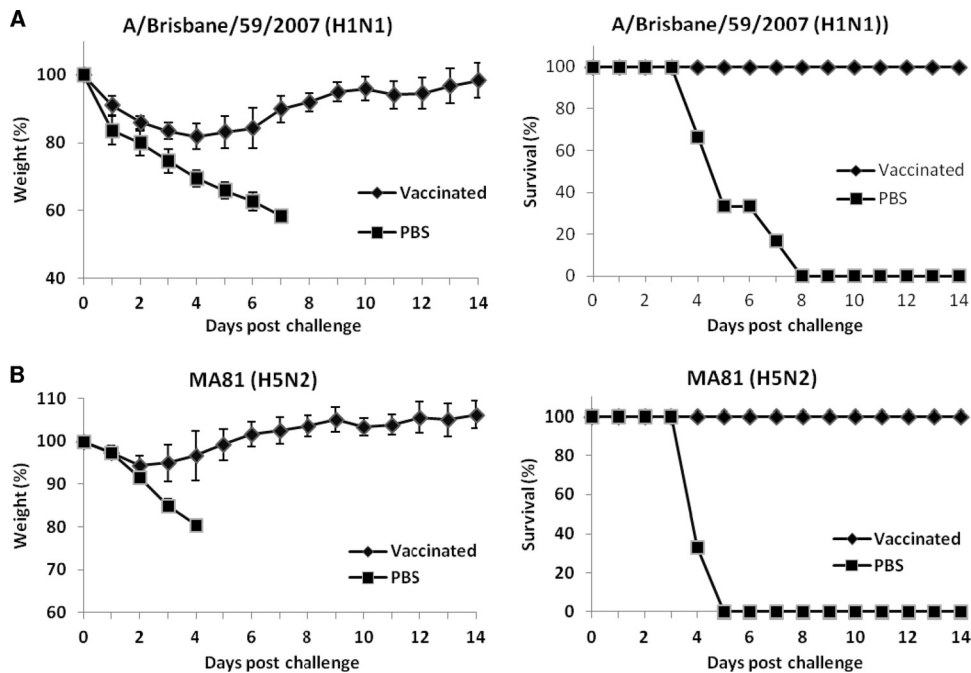 A
A/Brisbane/59/2007 (H1N1)
100
80
60
40
Weight (%)
Vaccinated
PBS
0 2 4 6 8 10 12 14
Days post challenge
A/Brisbane/59/2007 (H1N1))
100
80
60
40
20
0
Survival (%)
Vaccinated
PBS
0 2 4 6 8 10 12 14
Days post challenge
B
MA81 (H5N2)
110
100
90
80
70
60
Weight (%)
Vaccinated
PBS
0 2 4 6 8 10 12 14
Days post challenge
MA81 (H5N2)
100
80
60
40
20
0
Survival (%)
Vaccinated
PBS
0 2 4 6 8 10 12 14
Days post challenge